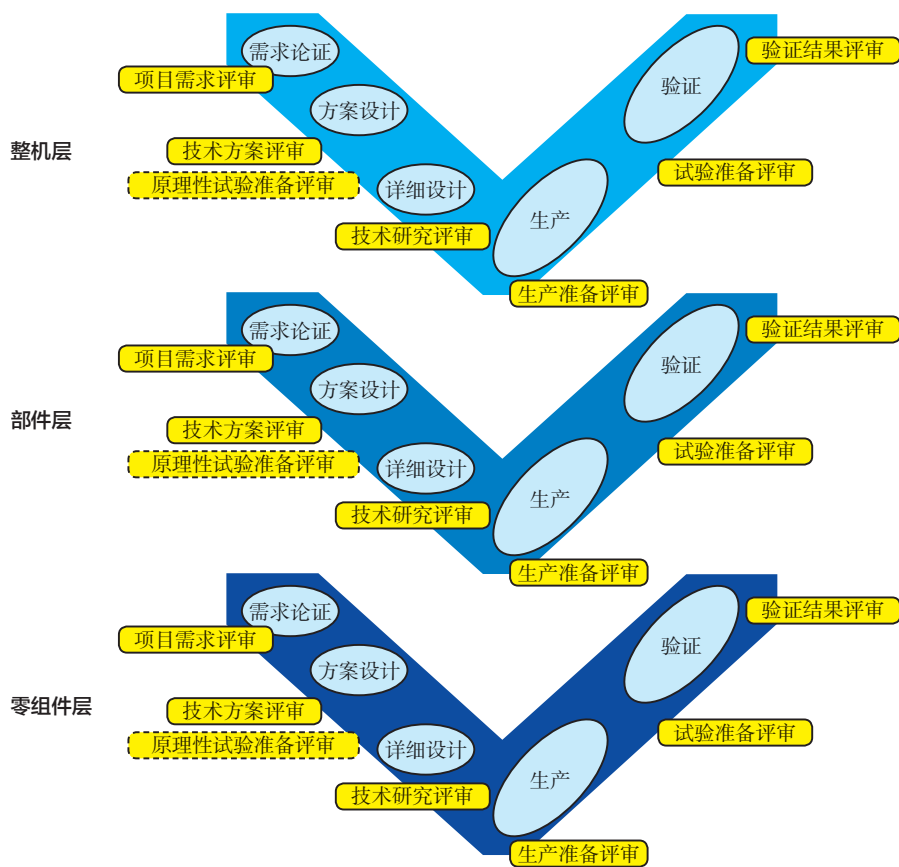 需求论证
验证结果评审
项目需求评审
验证
方案设计
整机层
技术方案评审
试验准备评审
原理性试验准备评审
详细设计
生产
技术研究评审
生产准备评审
需求论证
验证结果评审
项目需求评审
验证
方案设计
部件层
技术方案评审
试验准备评审
原理性试验准备评审
详细设计
生产
技术研究评审
生产准备评审
需求论证
验证结果评审
项目需求评审
验证
方案设计
零组件层
技术方案评审
试验准备评审
原理性试验准备评审
详细设计
生产
技术研究评审
生产准备评审